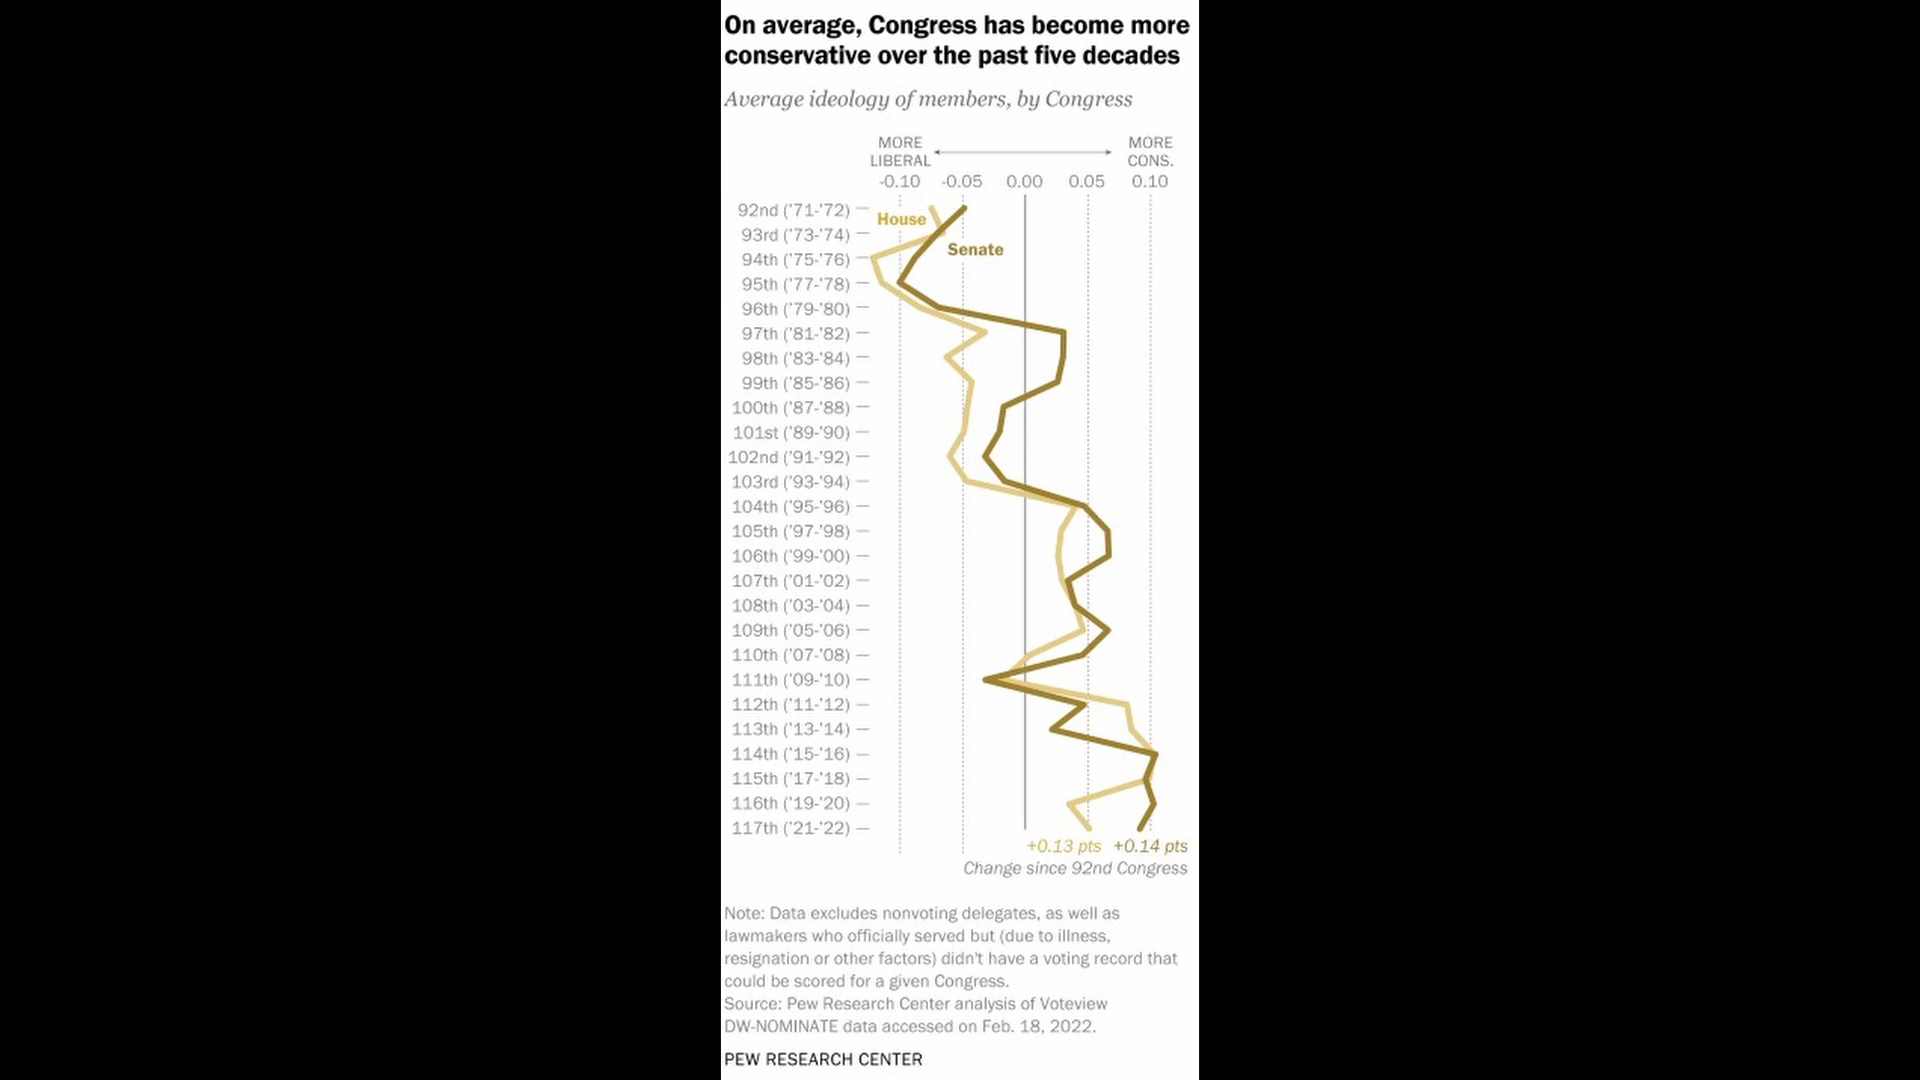 On average, Congress has become more
conservative over the past five decades
Average ideology of members, by Congress
MORE
LIBERAL
MORE
CONS.
-0.10
-0.05
0.00
0.05
0.10
92nd ('71-'72)
House
93rd ('73-'74)
Senate
94th ('75-'76)
95th ('77-'78)
96th ('79-'80)
97th ('81-'82)
98th ('83-'84)
99th ('85-'86)
100th ('87-'88)
101st ('89-'90)
102nd ('91-'92)
103rd ('93-'94)
104th ('95-'96)
105th ('97-'98)
106th ('99-'00)
107th ('01-'02)
108th ('03-'04)
109th ('05-'06)
110th ('07-'08)
111th ('09-'10)
112th ('11-'12)
113th ('13-'14)
114th ('15-'16)
115th ('17-'18)
116th ('19-'20)
117th ('21-'22)
+0.13 pts
+0.14 pts
Change since 92nd Congress
Note: Data excludes nonvoting delegates, as well as
lawmakers who officially served but (due to illness,
resignation or other factors) didn't have a voting record that
could be scored for a given Congress.
Source: Pew Research Center analysis of Voteview
DW-NOMINATE data accessed on Feb. 18, 2022.
PEW RESEARCH CENTER